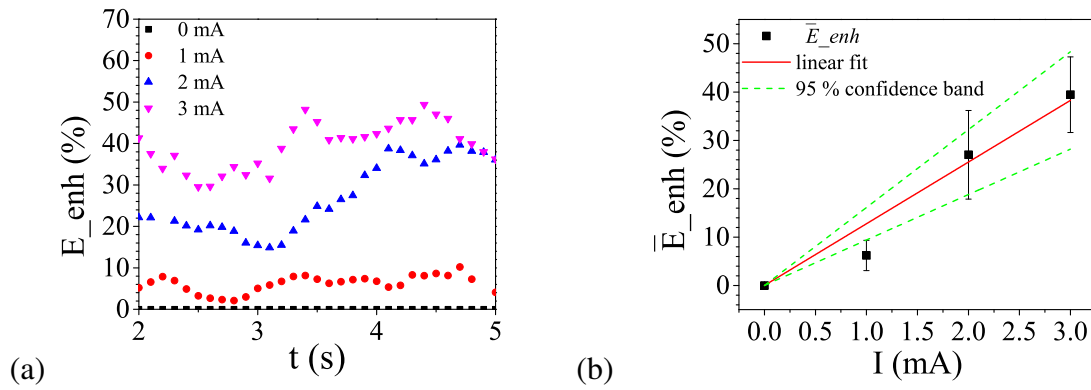 70
60
50
40
30
20
10
0
E_enh (%)
0 mA
1 mA
2 mA
3 mA
2 3 4 5
t (s)
(a)
50
40
30
20
10
0
E̅_enh (%)
E̅_enh
linear fit
95 % confidence band
0.0 0.5 1.0 1.5 2.0 2.5 3.0
I (mA)
(b)